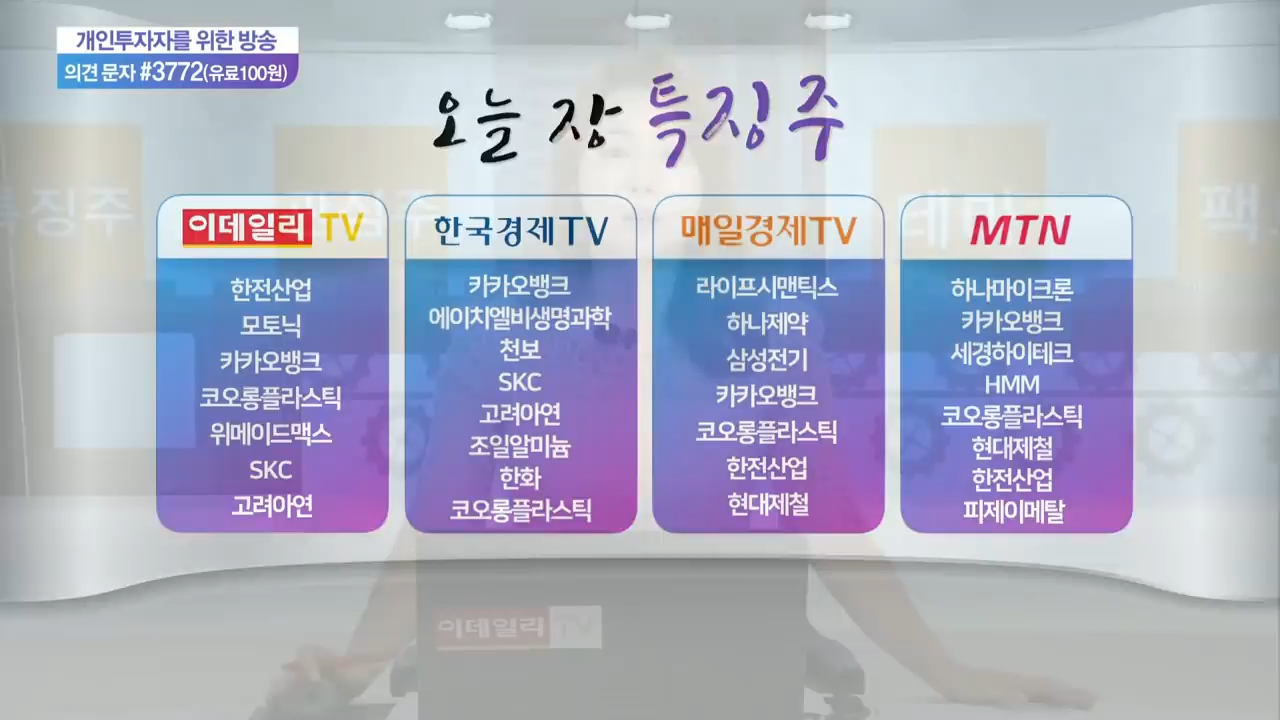 개인투자자를 위한 방송
의견 문자 #3772(유료100원)
오늘 장 특징주
이데일리 TV
한전산업
모토닉
카카오뱅크
코오롱플라스틱
위메이드맥스
SKC
고려아연
한국경제TV
카카오뱅크
에이치엘비생명과학
천보
SKC
고려아연
조일알미늄
한화
코오롱플라스틱
매일경제TV
라이프시맨틱스
하나제약
삼성전기
카카오뱅크
코오롱플라스틱
한전산업
현대제철
MTN
하나마이크론
카카오뱅크
세경하이테크
HMM
코오롱플라스틱
현대제철
한전산업
피제이메탈
특징주
테마
팩
이데일리 TV